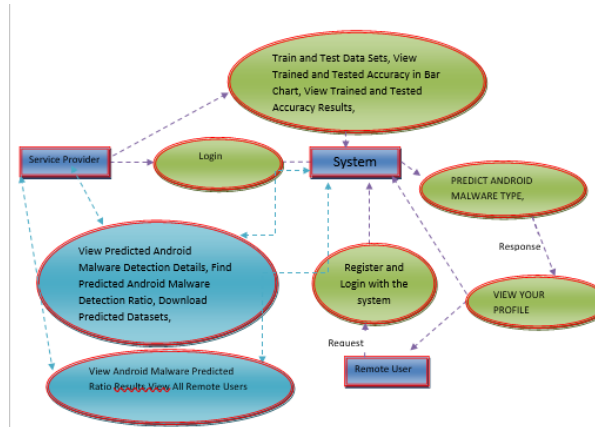 Train and Test Data Sets, View
Trained and Tested Accuracy in Bar
Chart, View Trained and Tested
Accuracy Results,
Service Provider
Login
System
PREDICT ANDROID
MALWARE TYPE,
Response
View Predicted Android
Malware Detection Details, Find
Predicted Android Malware
Detection Ratio, Download
Predicted Datasets,
Register and
Login with the
system
VIEW YOUR
PROFILE
Request
Remote User
View Android Malware Predicted
Ratio Results View All Remote Users